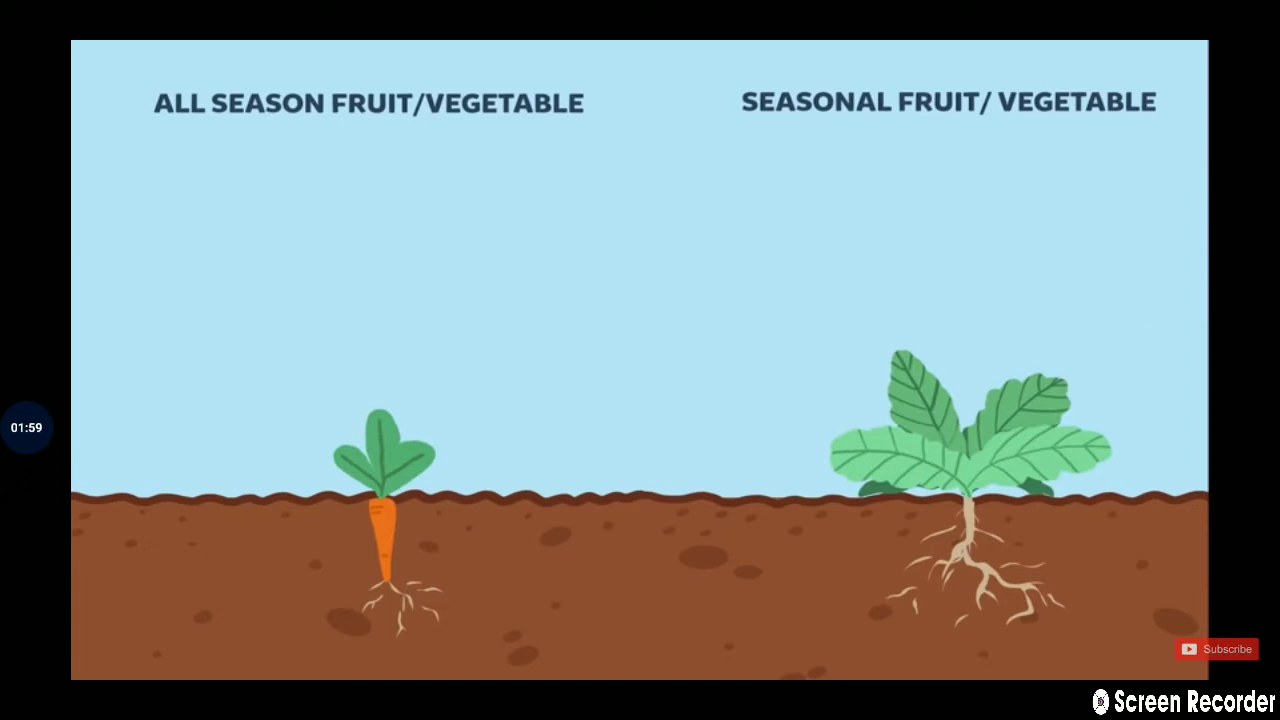 ALL SEASON FRUIT/VEGETABLE
SEASONAL FRUIT/ VEGETABLE
01:59
Subscribe
Screen Recorder